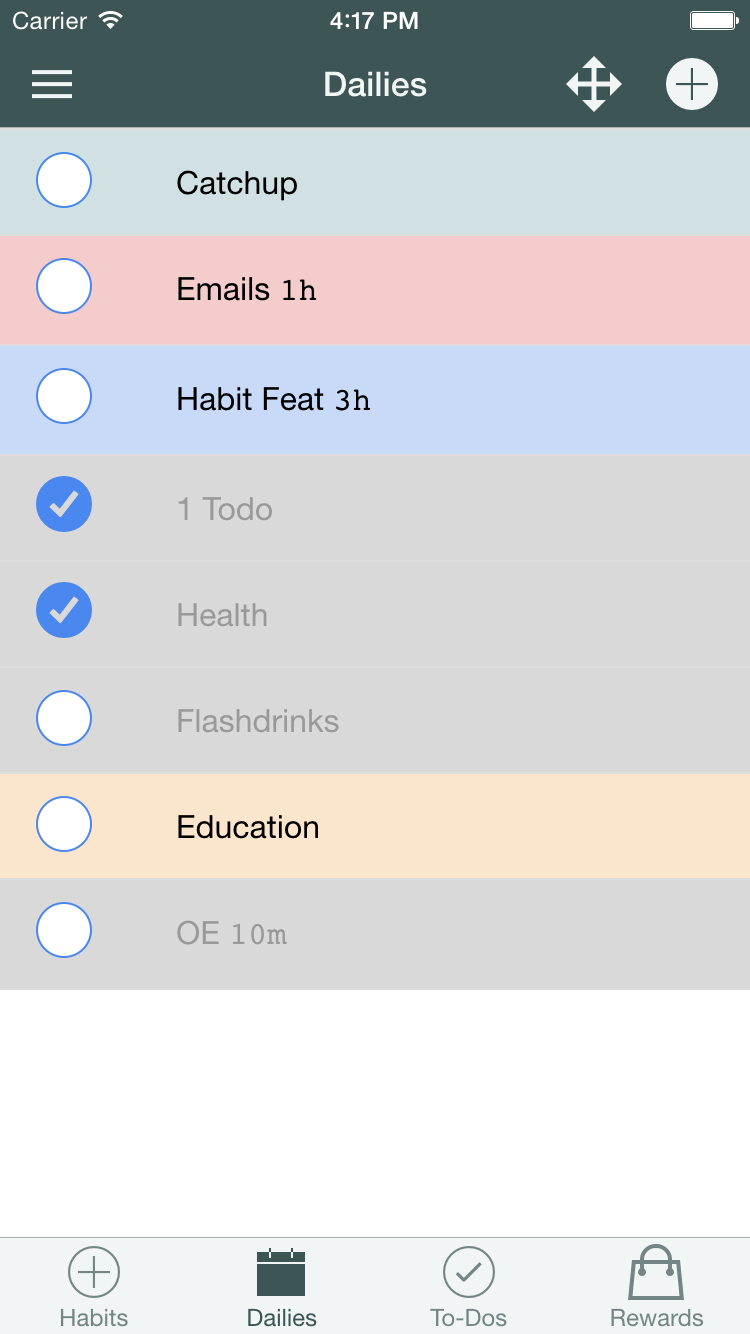 Carrier 4:17 PM
Dailies
Catchup
Emails 1h
Habit Feat 3h
1 Todo
Health
Flashdrinks
Education
OE 10m
Habits Dailies To-Dos Rewards